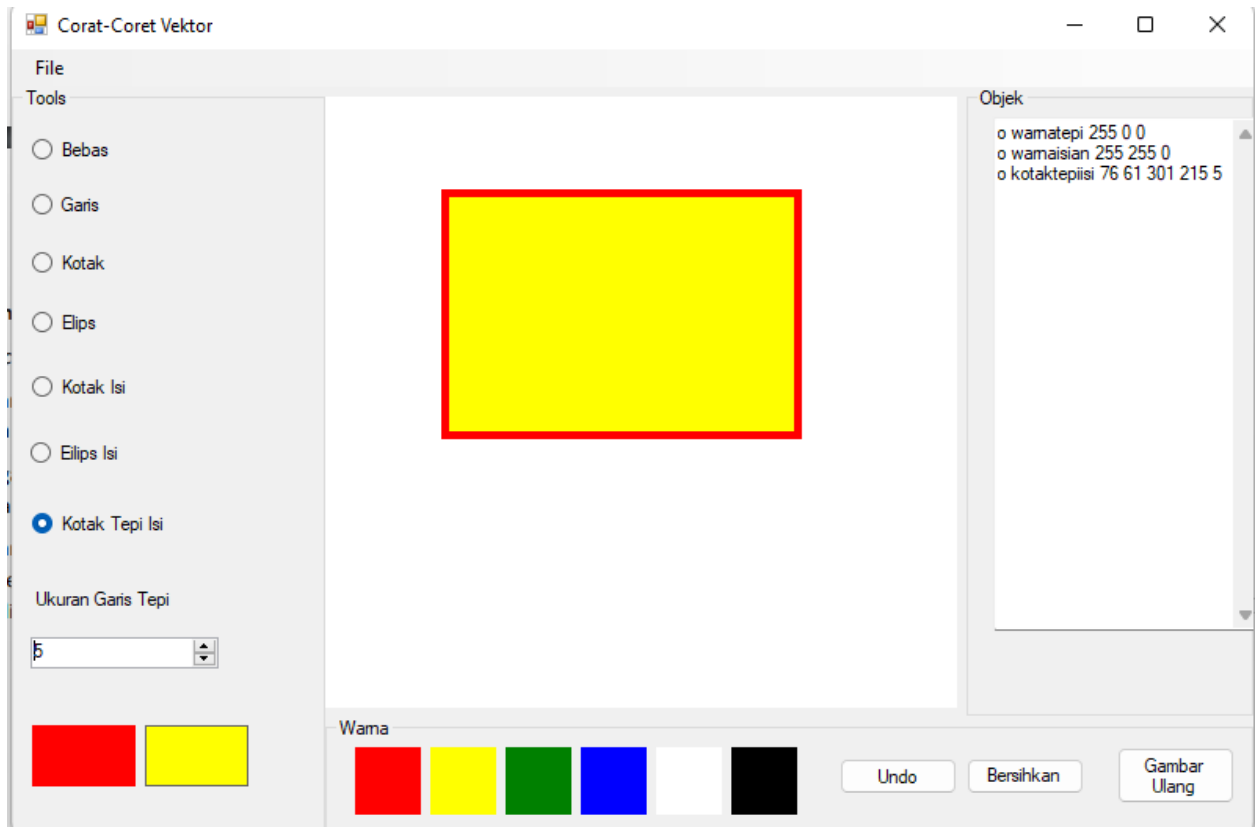 Corat-Coret Vektor
File
Tools
Bebas
Garis
Kotak
Elips
Kotak Isi
Eilips Isi
Kotak Tepi Isi
Ukuran Garis Tepi
5
Objek
o warnatepi 255 0 0
o warnaisian 255 255 0
o kotaktepiisi 76 61 301 215 5
Warna
Undo
Bersihkan
Gambar
Ulang